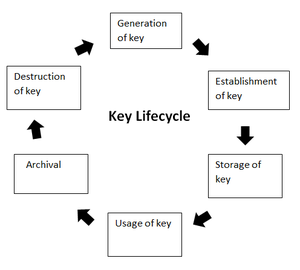 Generation
of key
Establishment
of key
Storage of
key
Usage of key
Archival
Destruction
of key
Key Lifecycle